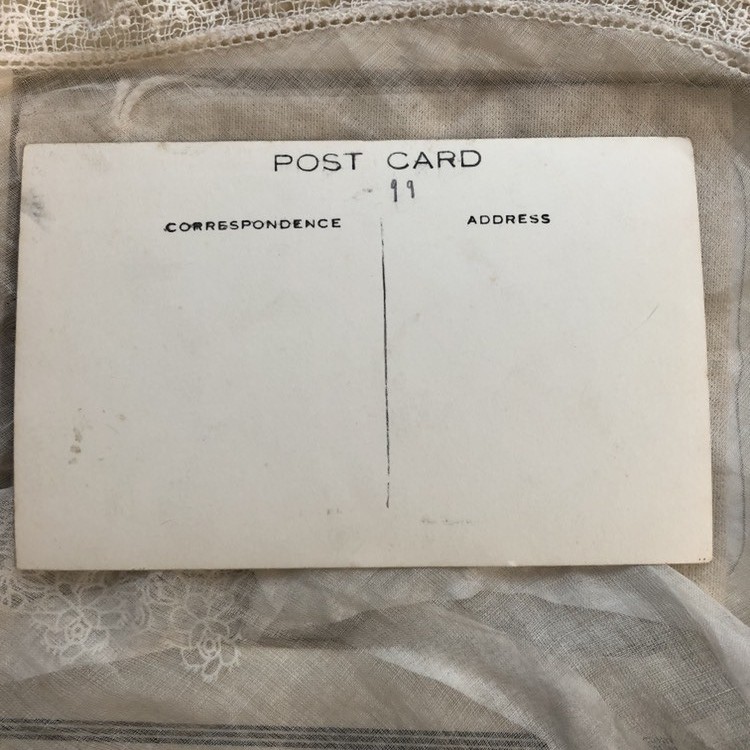 POST CARD
99
CORRESPONDENCE
ADDRESS